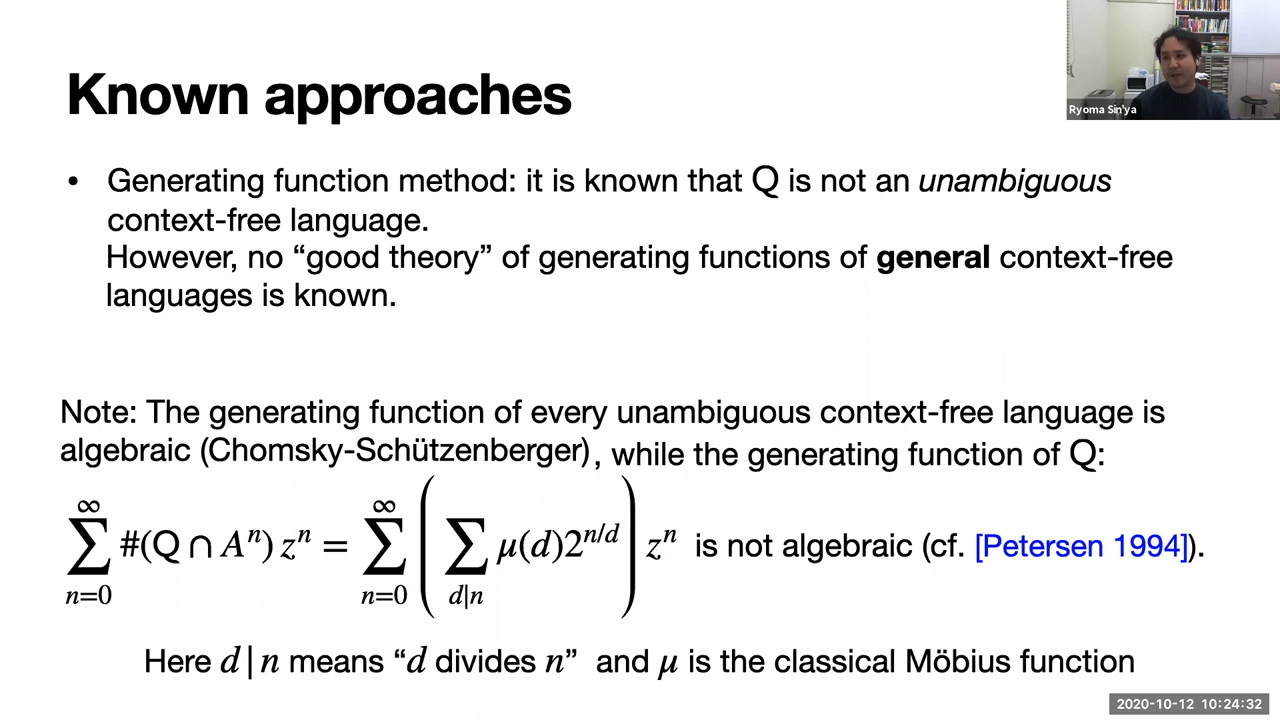 Known approaches
Ryoma Sin'ya
• Generating function method: it is known that Q is not an unambiguous
context-free language.
However, no “good theory” of generating functions of general context-free
languages is known.
Note: The generating function of every unambiguous context-free language is
algebraic (Chomsky-Schützenberger), while the generating function of Q:
∑_{n=0}^{∞} #(Q ∩ Aⁿ) zⁿ = ∑_{n=0}^{∞} ( ∑_{d|n} μ(d)2^{n/d} ) zⁿ is not algebraic (cf. [Petersen 1994]).
Here d | n means “d divides n” and μ is the classical Möbius function
2020-10-12 10:24:32